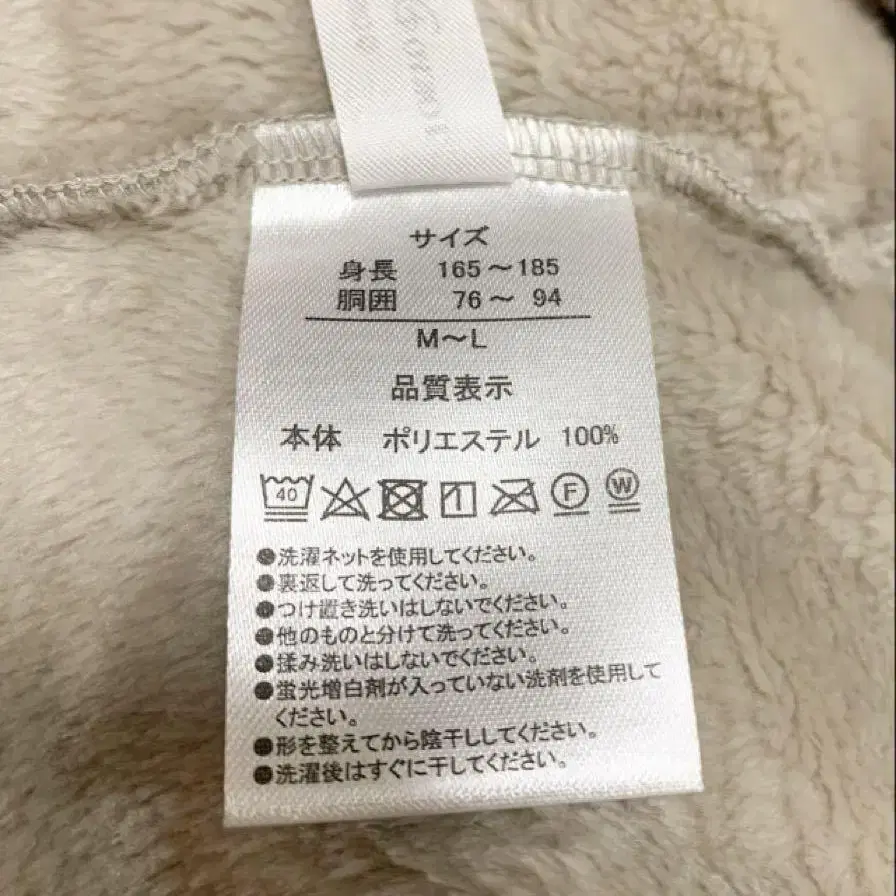 サイズ
身長 165～185
胴囲 76～ 94
M～L
品質表示
本体 ポリエステル 100%
40 F W
●洗濯ネットを使用してください。
●裏返して洗ってください。
●つけ置き洗いはしないでください。
●他のものと分けて洗ってください。
●揉み洗いはしないでください。
●蛍光増白剤が入っていない洗剤を使用して
ください。
●形を整えてから陰干ししてください。
●洗濯後はすぐに干してください。